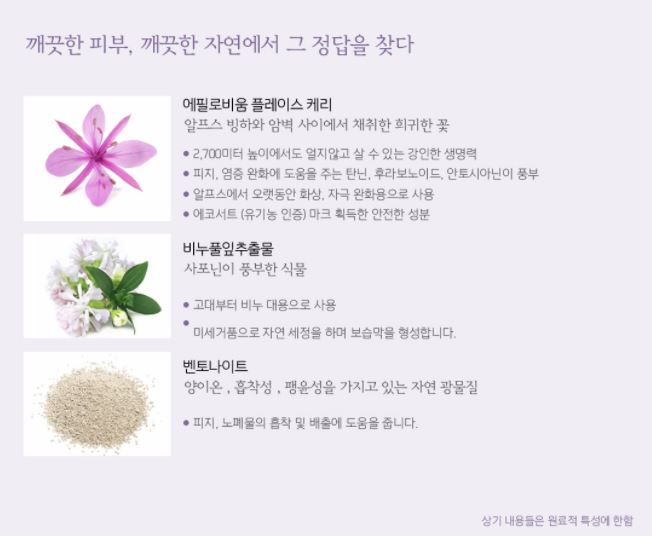 깨끗한 피부, 깨끗한 자연에서 그 정답을 찾다
에필로비움 플레이스 케리
알프스 빙하와 암벽 사이에서 채취한 희귀한 꽃
● 2,700미터 높이에서도 얼지않고 살 수 있는 강인한 생명력
● 피지, 염증 완화에 도움을 주는 탄닌, 후라보노이드, 안토시아닌이 풍부
● 알프스에서 오랫동안 화상, 자극 완화용으로 사용
● 에코서트 (유기농 인증) 마크 획득한 안전한 성분
비누풀잎추출물
사포닌이 풍부한 식물
● 고대부터 비누 대용으로 사용
● 미세거품으로 자연 세정을 하며 보습막을 형성합니다.
벤토나이트
양이온 , 흡착성 , 팽윤성을 가지고 있는 자연 광물질
● 피지, 노폐물의 흡착 및 배출에 도움을 줍니다.
상기 내용들은 원료적 특성에 한함